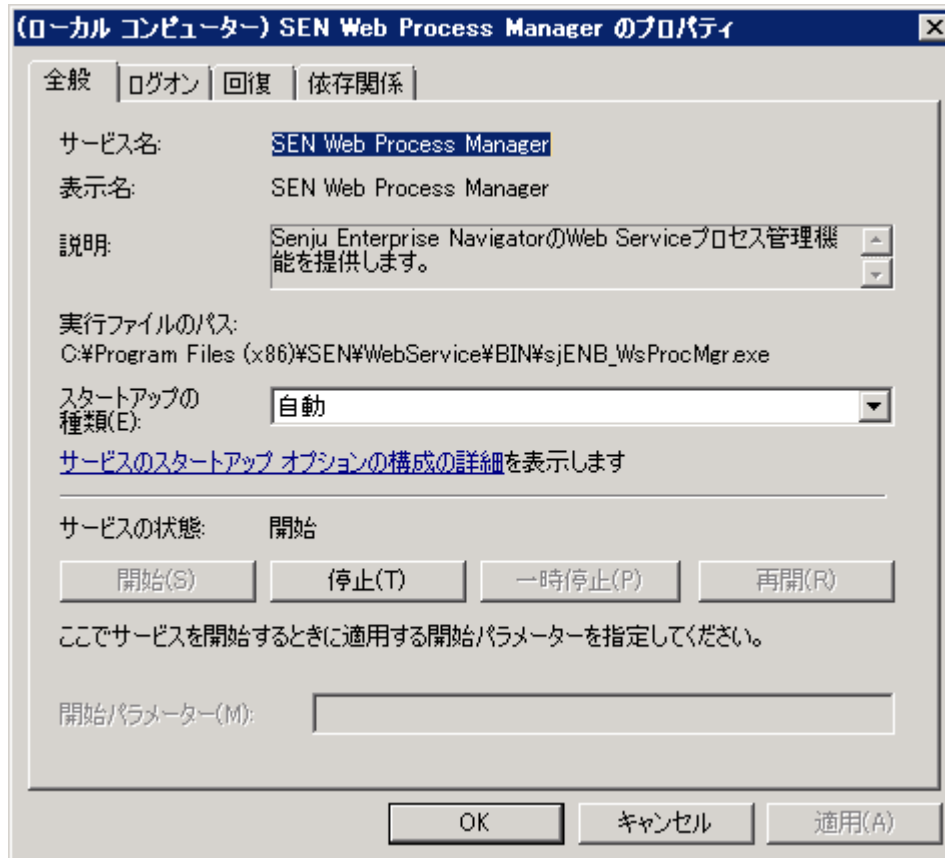 (ローカル コンピューター) SEN Web Process Manager のプロパティ
全般 ログオン 回復 依存関係
サービス名: SEN Web Process Manager
表示名: SEN Web Process Manager
説明: Senju Enterprise NavigatorのWeb Serviceプロセス管理機
能を提供します。
実行ファイルのパス:
C:¥Program Files (x86)¥SEN¥WebService¥BIN¥sjENB_WsProcMgr.exe
スタートアップの
種類(E): 自動
サービスのスタートアップ オプションの構成の詳細を表示します
サービスの状態: 開始
開始(S) 停止(T) 一時停止(P) 再開(R)
ここでサービスを開始するときに適用する開始パラメーターを指定してください。
開始パラメーター(M):
OK キャンセル 適用(A)